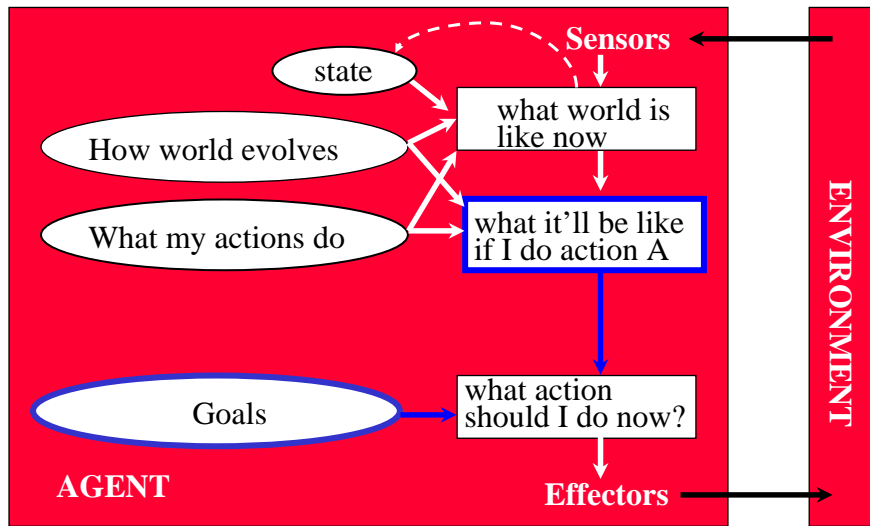 Sensors
state
what world is
like now
How world evolves
What my actions do
what it’ll be like
if I do action A
Goals
what action
should I do now?
AGENT
Effectors
ENVIRONMENT